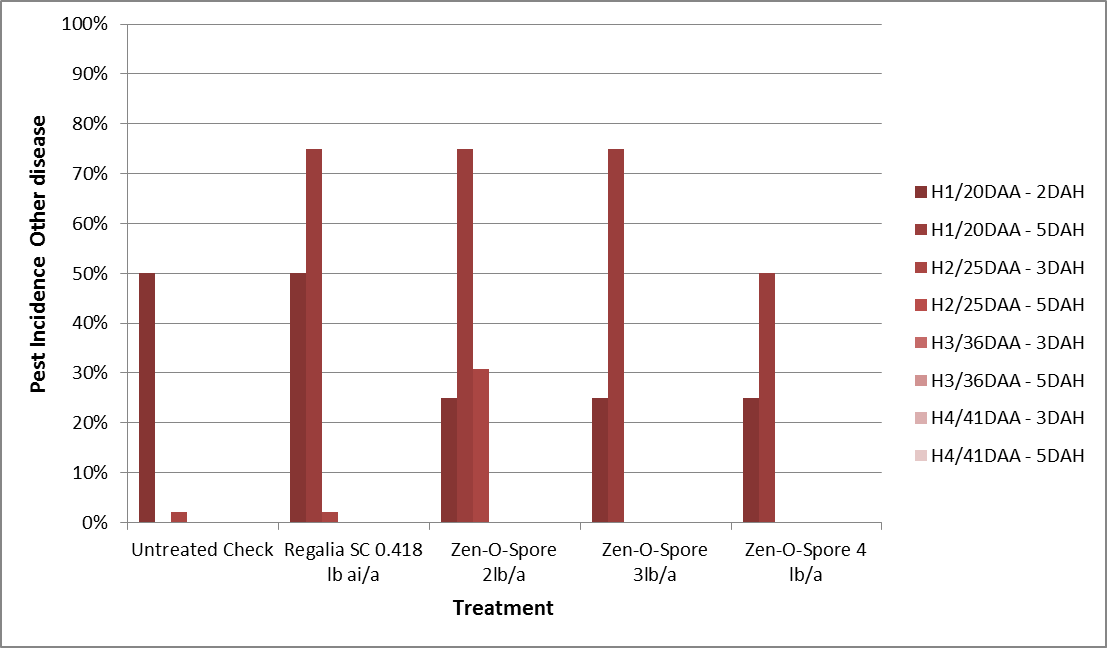 100%
90%
80%
70%
60%
50%
40%
30%
20%
10%
0%
Pest Incidence Other disease
Untreated Check
Regalia SC 0.418
lb ai/a
Zen-O-Spore
2lb/a
Zen-O-Spore
3lb/a
Zen-O-Spore 4
lb/a
Treatment
H1/20DAA - 2DAH
H1/20DAA - 5DAH
H2/25DAA - 3DAH
H2/25DAA - 5DAH
H3/36DAA - 3DAH
H3/36DAA - 5DAH
H4/41DAA - 3DAH
H4/41DAA - 5DAH